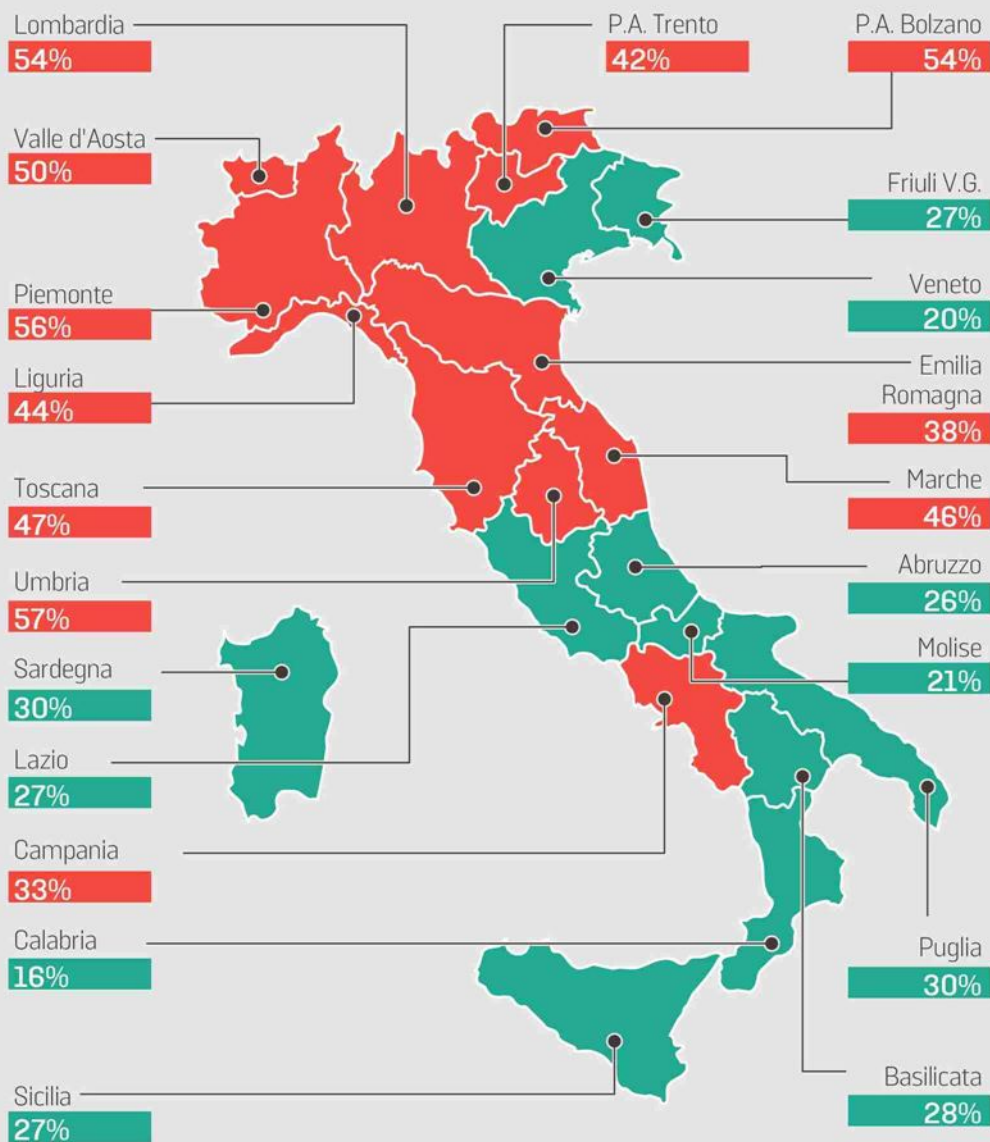 Lombardia
54%
Valle d'Aosta
50%
Piemonte
56%
Liguria
44%
Toscana
47%
Umbria
57%
Sardegna
30%
Lazio
27%
Campania
33%
Calabria
16%
Sicilia
27%
P.A. Trento
42%
P.A. Bolzano
54%
Friuli V.G.
27%
Veneto
20%
Emilia
Romagna
38%
Marche
46%
Abruzzo
26%
Molise
21%
Puglia
30%
Basilicata
28%